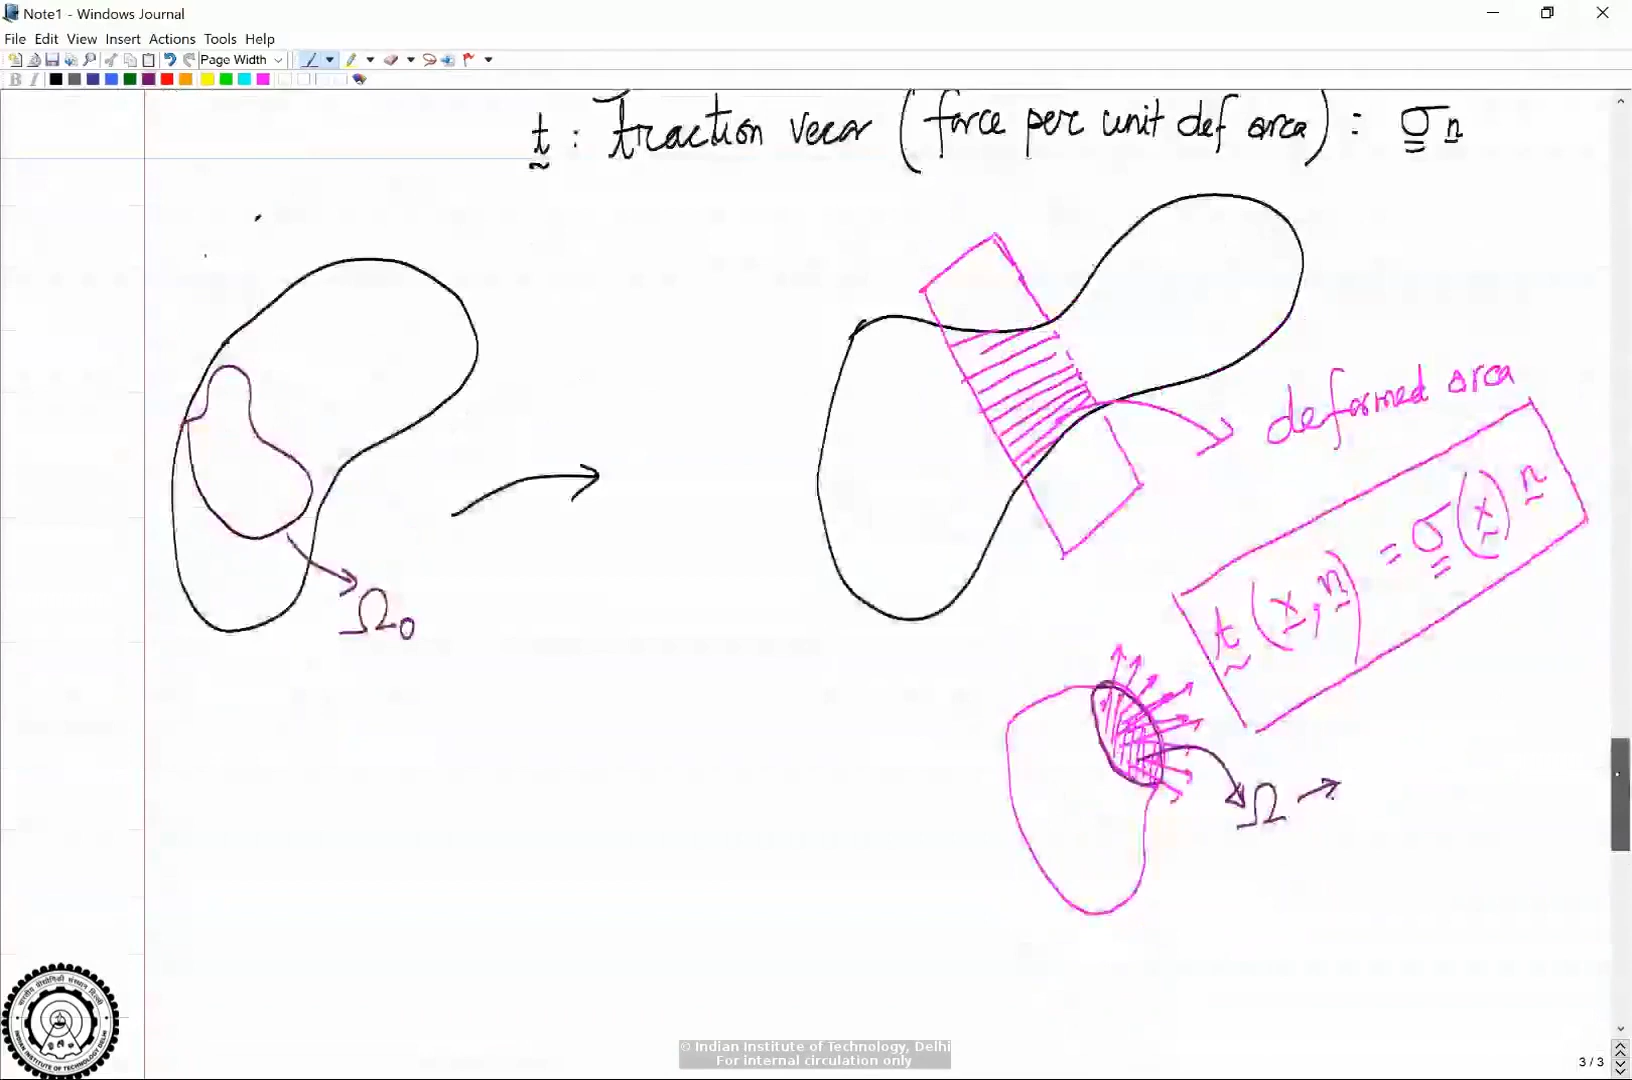 Note1 - Windows Journal
File Edit View Insert Actions Tools Help
Page Width
B I
t : Traction vecor (force per unit def area) = σ n
deformed area
t (x, n) = σ (x) n
Ω₀
Ω →
© Indian Institute of Technology, Delhi
For internal circulation only
3 / 3